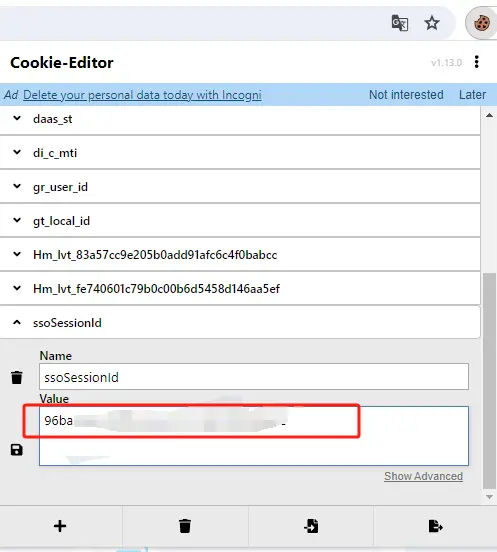 Cookie-Editor
v1.13.0
Ad Delete your personal data today with Incogni Not interested Later
daas_st
di_c_mti
gr_user_id
gt_local_id
Hm_lvt_83a57cc9e205b0add91afc6c4f0babcc
Hm_lvt_fe740601c79b0c00b6d5458d146aa5ef
ssoSessionId
Name
ssoSessionId
Value
96ba
Show Advanced